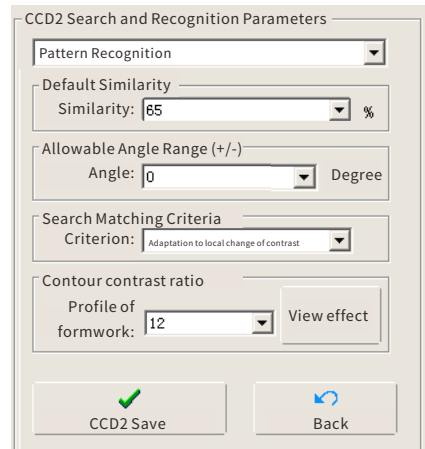 CCD2 Search and Recognition Parameters
Pattern Recognition
Default Similarity
Similarity: 65 %
Allowable Angle Range (+/-)
Angle: 0 Degree
Search Matching Criteria
Criterion: Adaptation to local change of contrast
Contour contrast ratio
Profile of
formwork: 12
View effect
CCD2 Save
Back